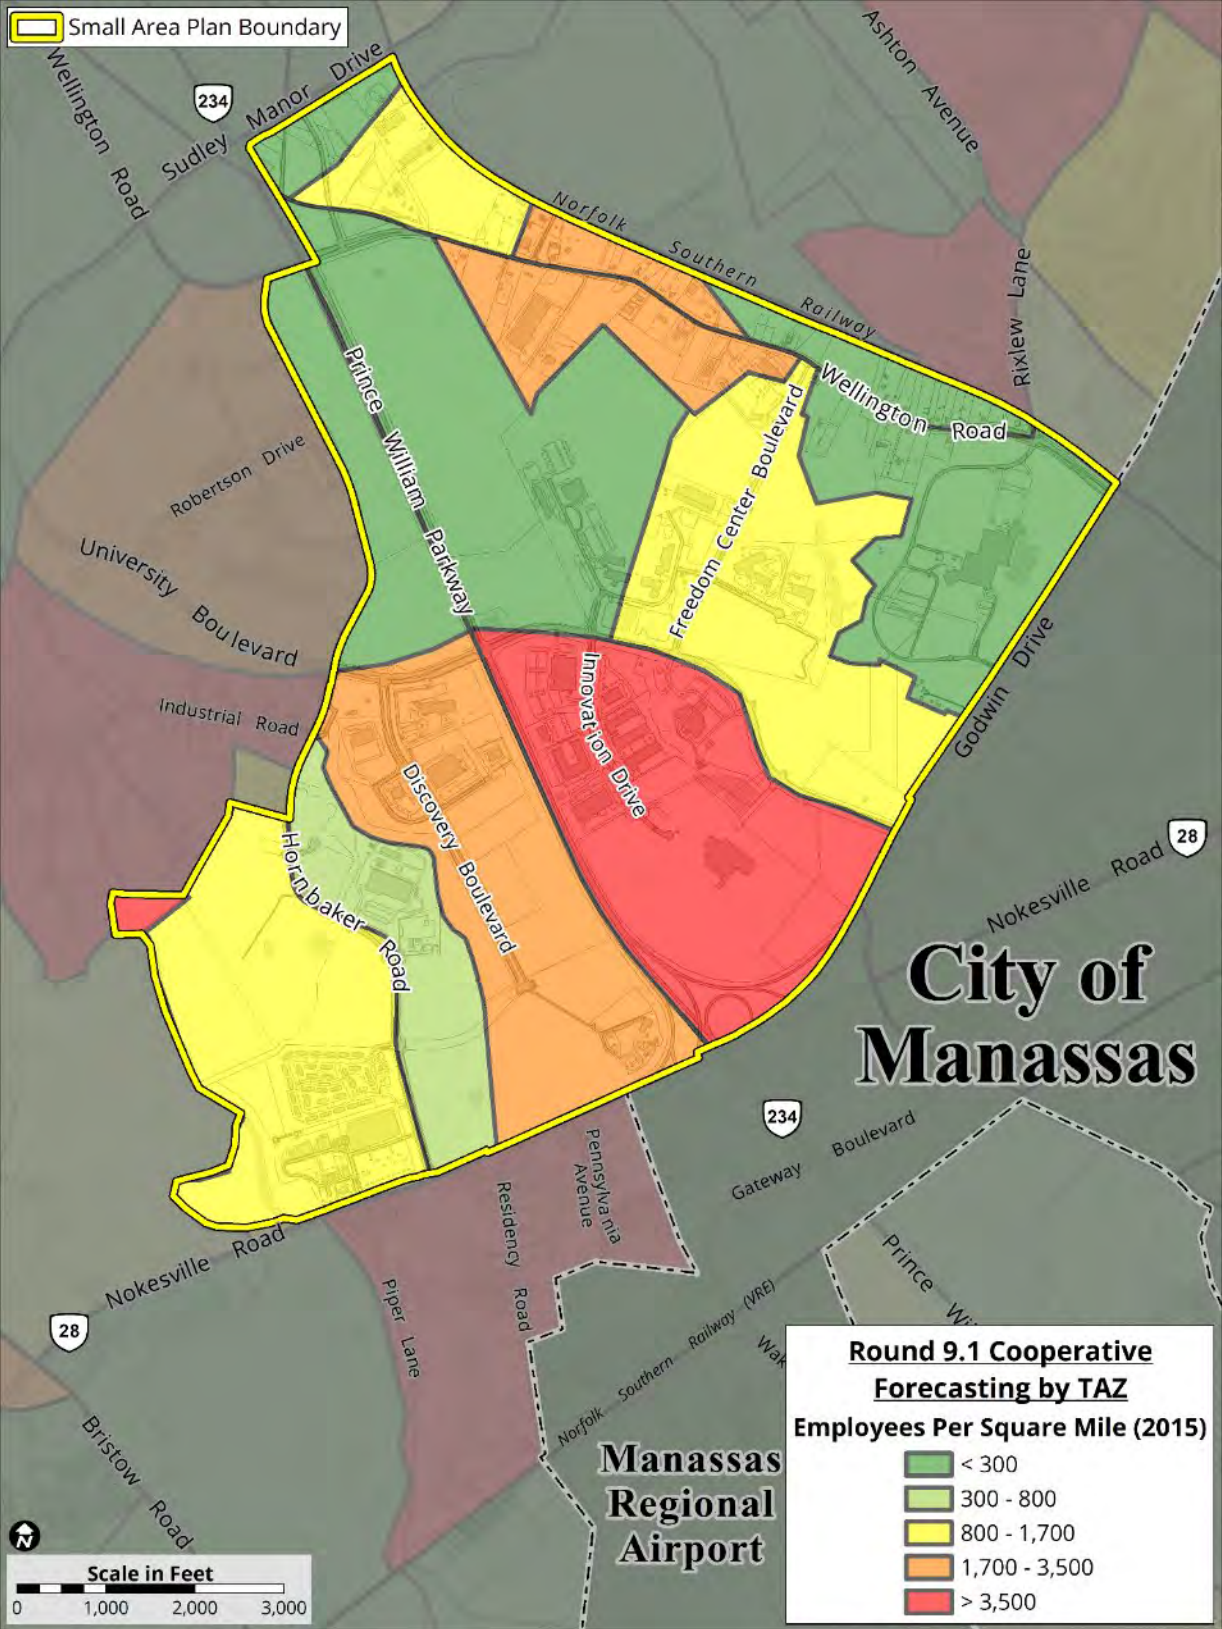 Small Area Plan Boundary
Wellington Road
234
Sudley Manor Drive
Ashton Avenue
Norfolk Southern Railway
Rixlew Lane
Prince William Parkway
Wellington Road
Freedom Center Boulevard
Robertson Drive
University Boulevard
Industrial Road
Innovation Drive
Godwin Drive
Discovery Boulevard
Hornbaker Road
28
Nokesville Road
City of
Manassas
234
Gateway Boulevard
Pennsylvania
Avenue
Residency Road
Nokesville Road
28
Piper Lane
Prince Wi
Norfolk Southern Railway (VRE)
Wak
Bristow Road
Manassas
Regional
Airport
Round 9.1 Cooperative
Forecasting by TAZ
Employees Per Square Mile (2015)
< 300
300 - 800
800 - 1,700
1,700 - 3,500
> 3,500
N
Scale in Feet
0 1,000 2,000 3,000